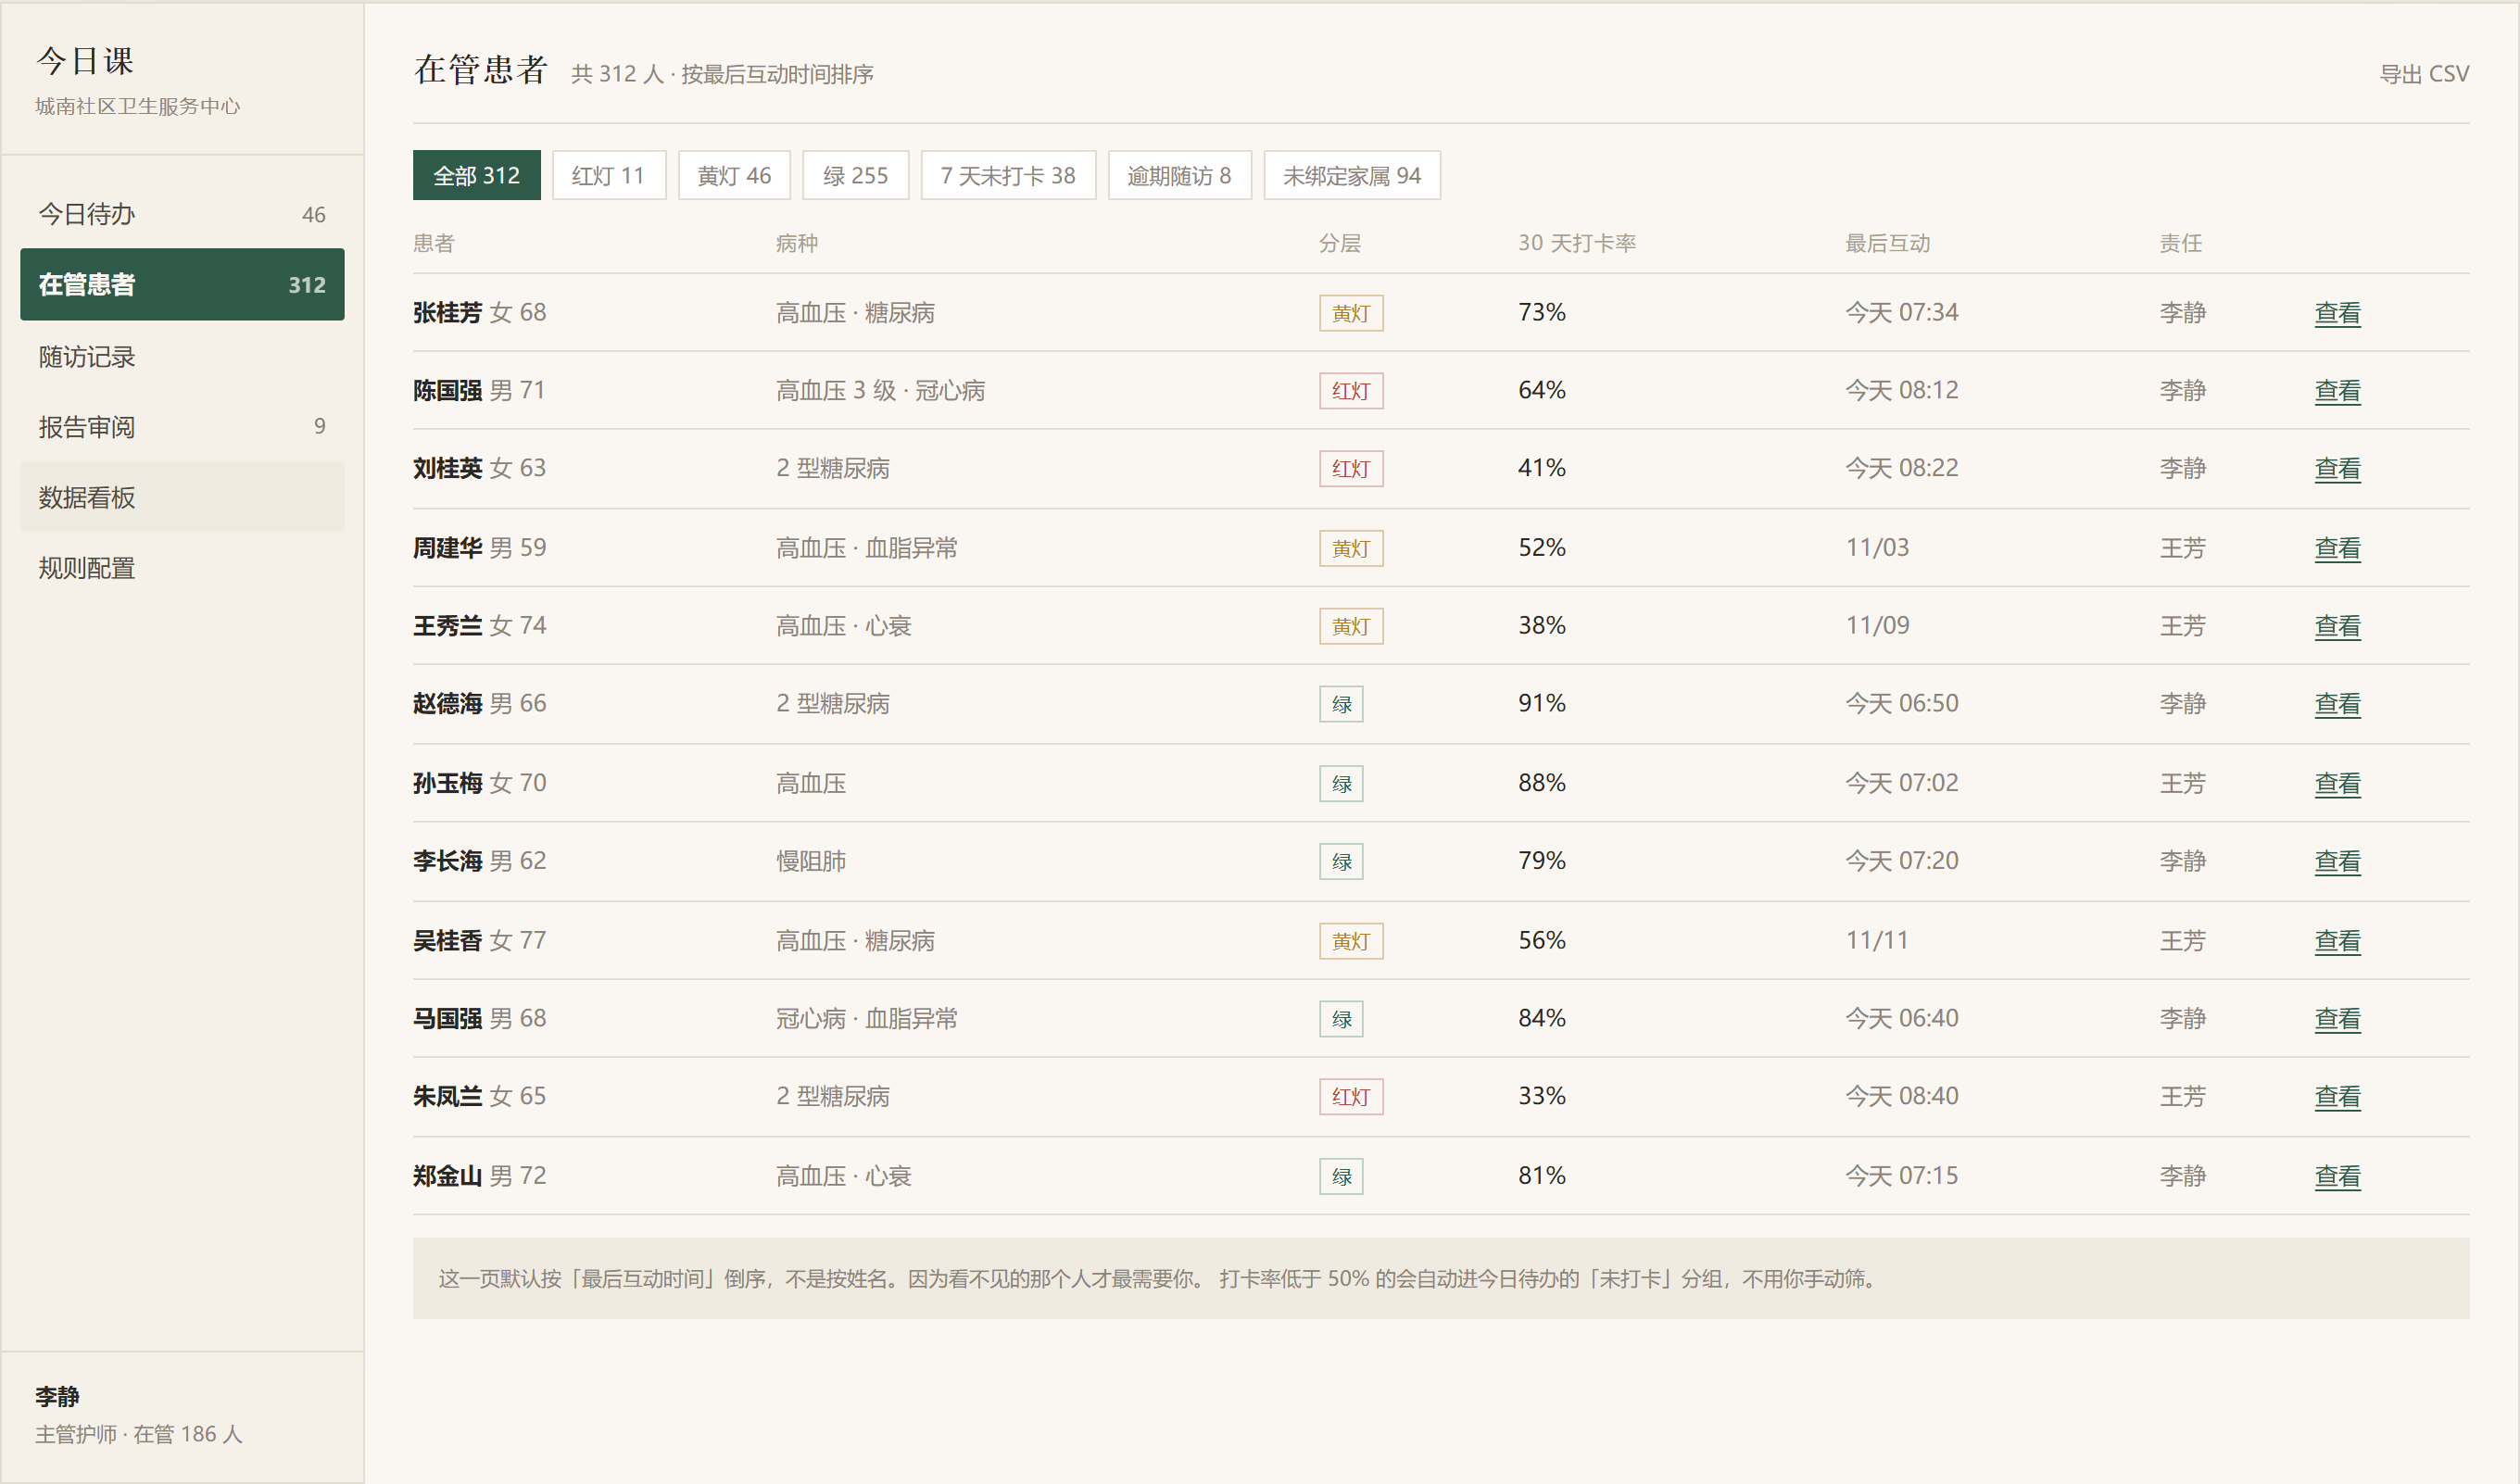 今日课
城南社区卫生服务中心
今日待办 46
在管患者 312
随访记录
报告审阅 9
数据看板
规则配置
李静
主管护师 · 在管 186 人
在管患者 共 312 人 · 按最后互动时间排序 导出 CSV
全部 312 红灯 11 黄灯 46 绿 255 7 天未打卡 38 逾期随访 8 未绑定家属 94
患者 病种 分层 30 天打卡率 最后互动 责任
张桂芳 女 68 高血压 · 糖尿病 黄灯 73% 今天 07:34 李静 查看
陈国强 男 71 高血压 3 级 · 冠心病 红灯 64% 今天 08:12 李静 查看
刘桂英 女 63 2 型糖尿病 红灯 41% 今天 08:22 李静 查看
周建华 男 59 高血压 · 血脂异常 黄灯 52% 11/03 王芳 查看
王秀兰 女 74 高血压 · 心衰 黄灯 38% 11/09 王芳 查看
赵德海 男 66 2 型糖尿病 绿 91% 今天 06:50 李静 查看
孙玉梅 女 70 高血压 绿 88% 今天 07:02 王芳 查看
李长海 男 62 慢阻肺 绿 79% 今天 07:20 李静 查看
吴桂香 女 77 高血压 · 糖尿病 黄灯 56% 11/11 王芳 查看
马国强 男 68 冠心病 · 血脂异常 绿 84% 今天 06:40 李静 查看
朱凤兰 女 65 2 型糖尿病 红灯 33% 今天 08:40 王芳 查看
郑金山 男 72 高血压 · 心衰 绿 81% 今天 07:15 李静 查看
这一页默认按「最后互动时间」倒序，不是按姓名。因为看不见的那个人才最需要你。 打卡率低于 50% 的会自动进今日待办的「未打卡」分组，不用你手动筛。